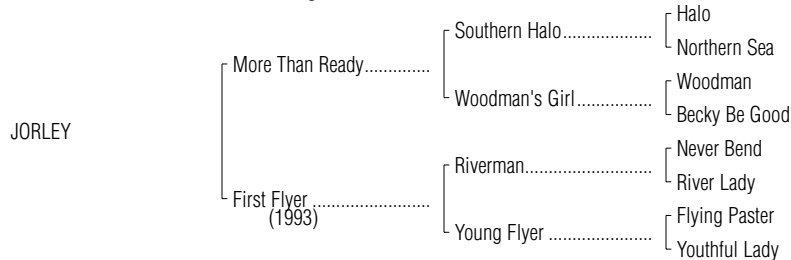 JORLEY
More Than Ready..............
First Flyer ........................
(1993)
Southern Halo....................
Woodman's Girl.................
Riverman...........................
Young Flyer .......................
Halo
Northern Sea
Woodman
Becky Be Good
Never Bend
River Lady
Flying Paster
Youthful Lady